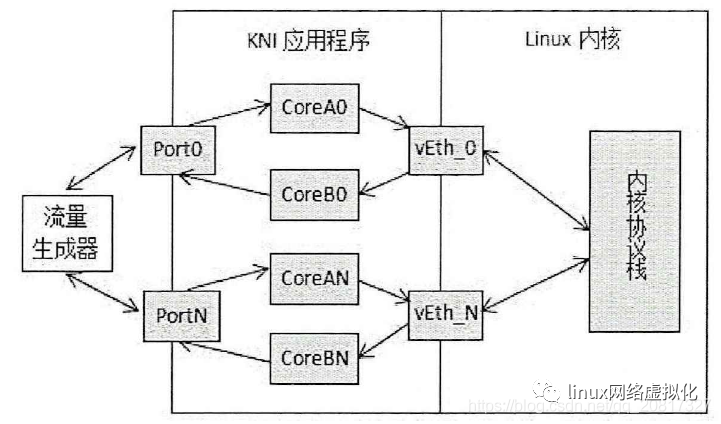 KNI 应用程序
Linux 内核
CoreA0
Port0
vEth_0
CoreB0
流量
生成器
内核协议栈
CoreAN
PortN
vEth_N
CoreBN
linux网络虚拟化
https://blog.csdn.net/qq_20817327